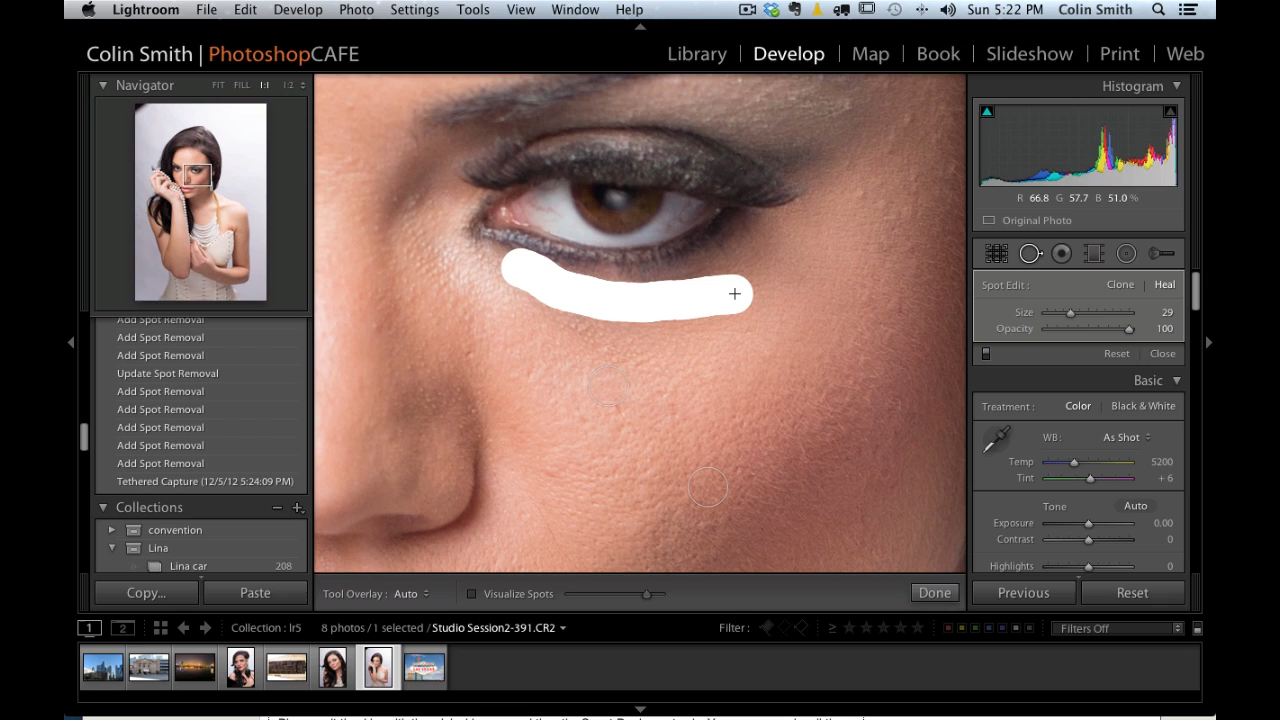 Lightroom File Edit Develop Photo Settings Tools View Window Help Sun 5:22 PM Colin Smith
Colin Smith | PhotoshopCAFE
Library | Develop | Map | Book | Slideshow | Print | Web
Navigator FIT FILL 1:1 1:2
Add Spot Removal
Add Spot Removal
Add Spot Removal
Update Spot Removal
Add Spot Removal
Add Spot Removal
Add Spot Removal
Add Spot Removal
Add Spot Removal
Tethered Capture (12/5/12 5:24:09 PM)
Collections
convention
Lina
Lina car 208
Copy... Paste
Tool Overlay: Auto Visualize Spots Done
Histogram
R 66.8 G 57.7 B 51.0 %
Original Photo
Spot Edit: Clone | Heal
Size 29
Opacity 100
Reset Close
Basic
Treatment: Color | Black & White
WB: As Shot
Temp 5200
Tint + 6
Tone Auto
Exposure 0.00
Contrast 0
Highlights 0
Previous Reset
1 2 Collection : lr5 8 photos / 1 selected / Studio Session2-391.CR2 Filter : ≥ Filters Off